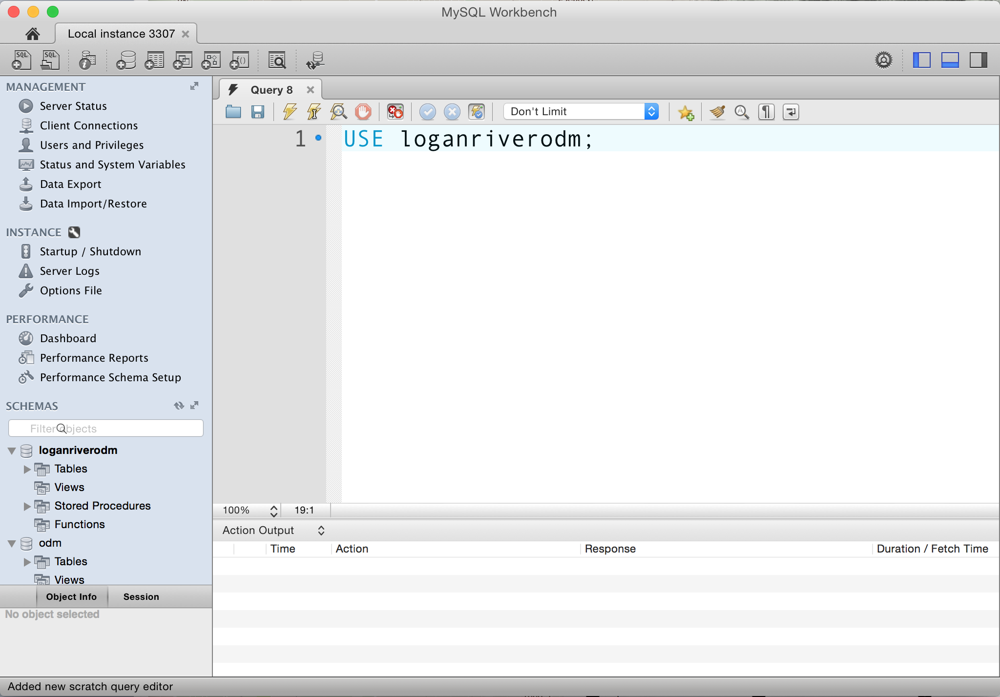 MySQL Workbench
Local instance 3307
MANAGEMENT
Server Status
Client Connections
Users and Privileges
Status and System Variables
Data Export
Data Import/Restore
INSTANCE
Startup / Shutdown
Server Logs
Options File
PERFORMANCE
Dashboard
Performance Reports
Performance Schema Setup
SCHEMAS
Filter objects
loganriverodm
Tables
Views
Stored Procedures
Functions
odm
Tables
Views
Object Info Session
No object selected
Query 8
Don't Limit
1 USE loganriverodm;
100% 19:1
Action Output
Time Action Response Duration / Fetch Time
Added new scratch query editor